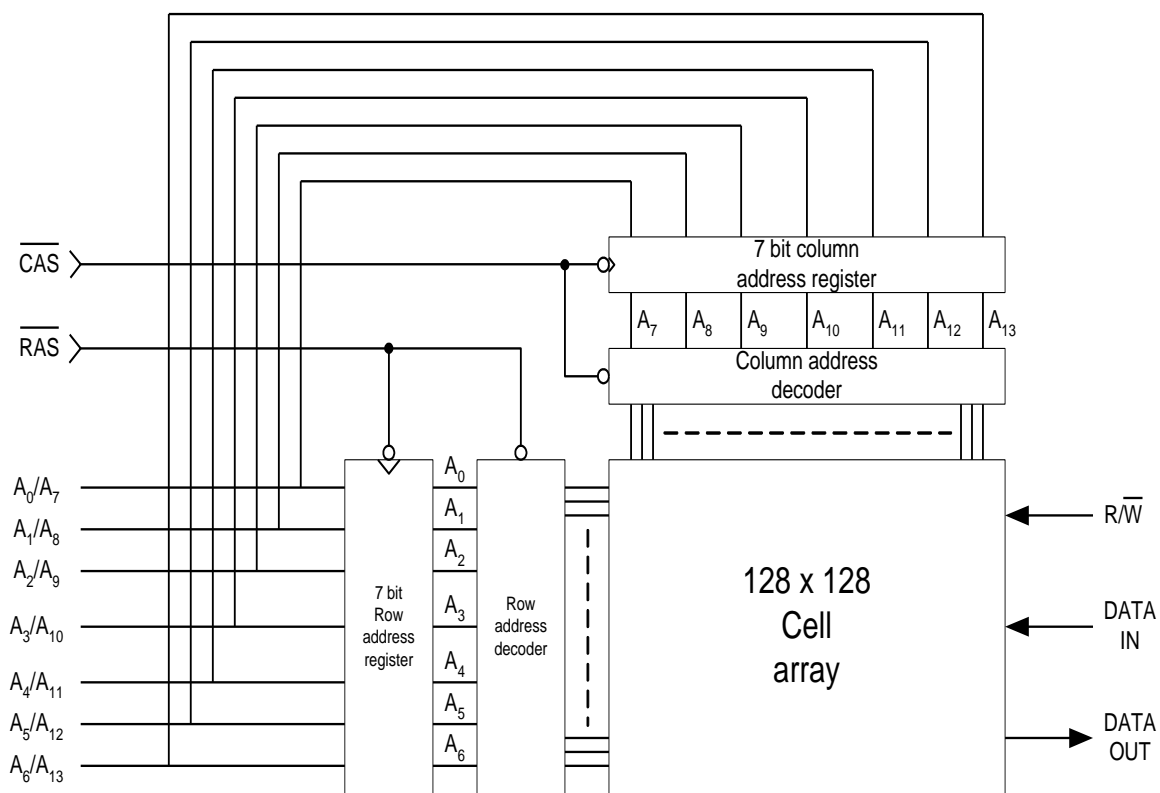 C̅A̅S̅
R̅A̅S̅
7 bit column
address register
A₇ A₈ A₉ A₁₀ A₁₁ A₁₂ A₁₃
Column address
decoder
A₀/A₇
A₁/A₈
A₂/A₉
A₃/A₁₀
A₄/A₁₁
A₅/A₁₂
A₆/A₁₃
7 bit
Row
address
register
A₀
A₁
A₂
A₃
A₄
A₅
A₆
Row
address
decoder
128 x 128
Cell
array
R/W̅
DATA
IN
DATA
OUT